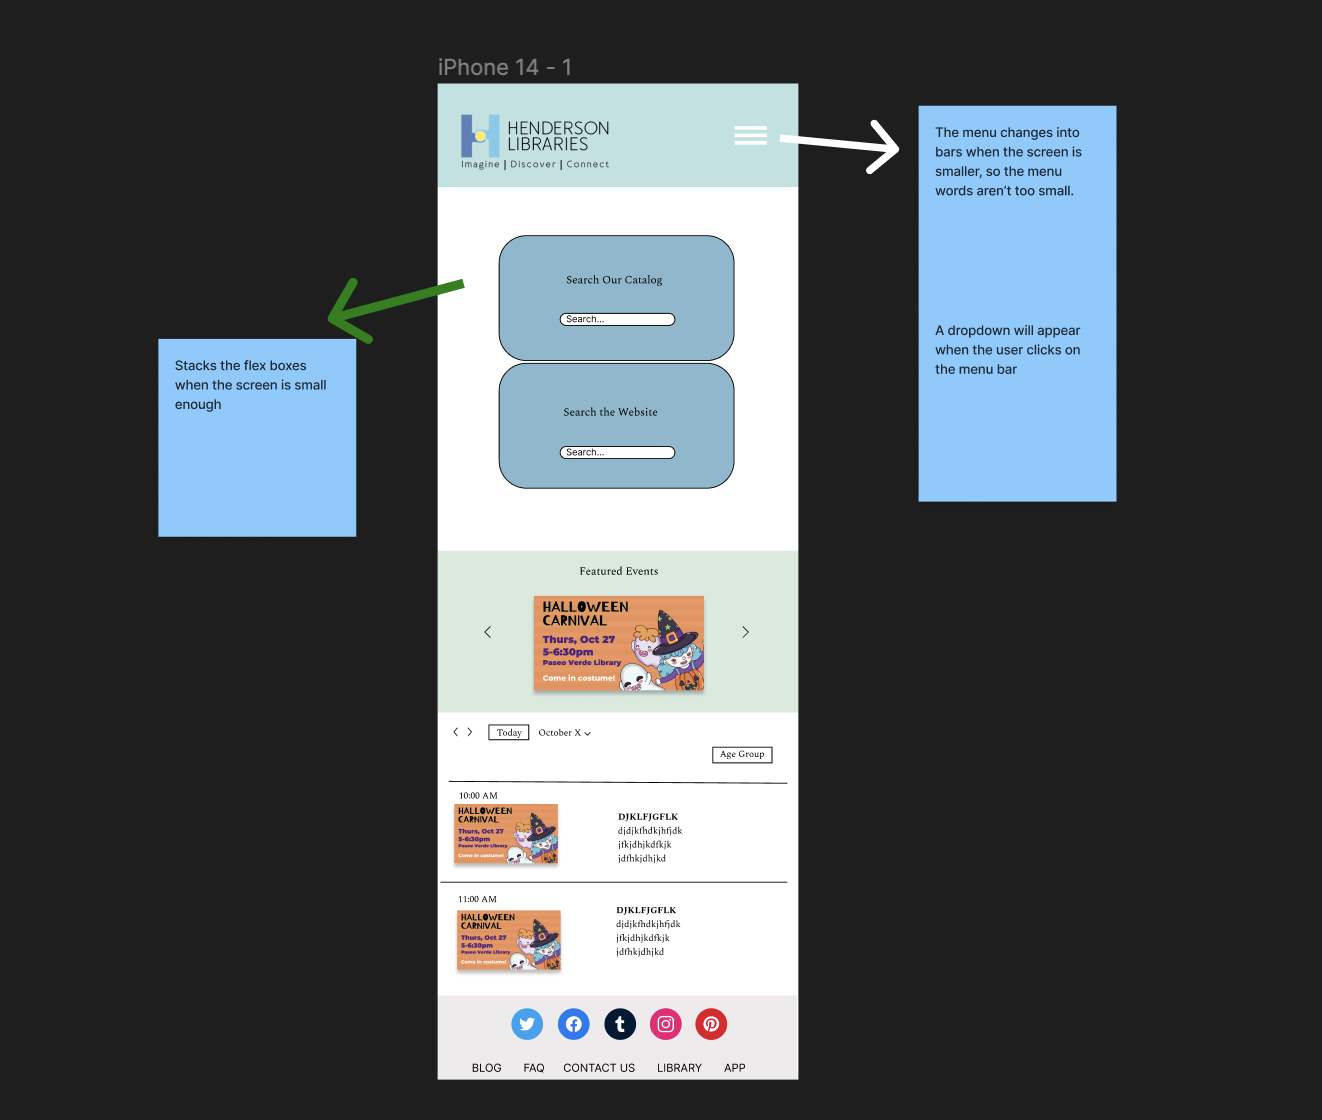 iPhone 14 - 1
HENDERSON
LIBRARIES
Imagine | Discover | Connect
The menu changes into
bars when the screen is
smaller, so the menu
words aren't too small.
A dropdown will appear
when the user clicks on
the menu bar
Search Our Catalog
Search...
Stacks the flex boxes
when the screen is small
enough
Search the Website
Search...
Featured Events
HALLOWEEN
CARNIVAL
Thurs, Oct 27
5-6:30pm
Paseo Verde Library
Come in costume!
Today
October X
Age Group
10:00 AM
HALLOWEEN
CARNIVAL
Thurs, Oct 27
5-6:30pm
Paseo Verde Library
Come in costume!
DJKLFJGFLK
djdjkfhdkjhfjdk
jfkjdhjkdfkjk
jdfhkjdhjkd
11:00 AM
HALLOWEEN
CARNIVAL
Thurs, Oct 27
5-6:30pm
Paseo Verde Library
Come in costume!
DJKLFJGFLK
djdjkfhdkjhfjdk
jfkjdhjkdfkjk
jdfhkjdhjkd
BLOG FAQ CONTACT US LIBRARY APP